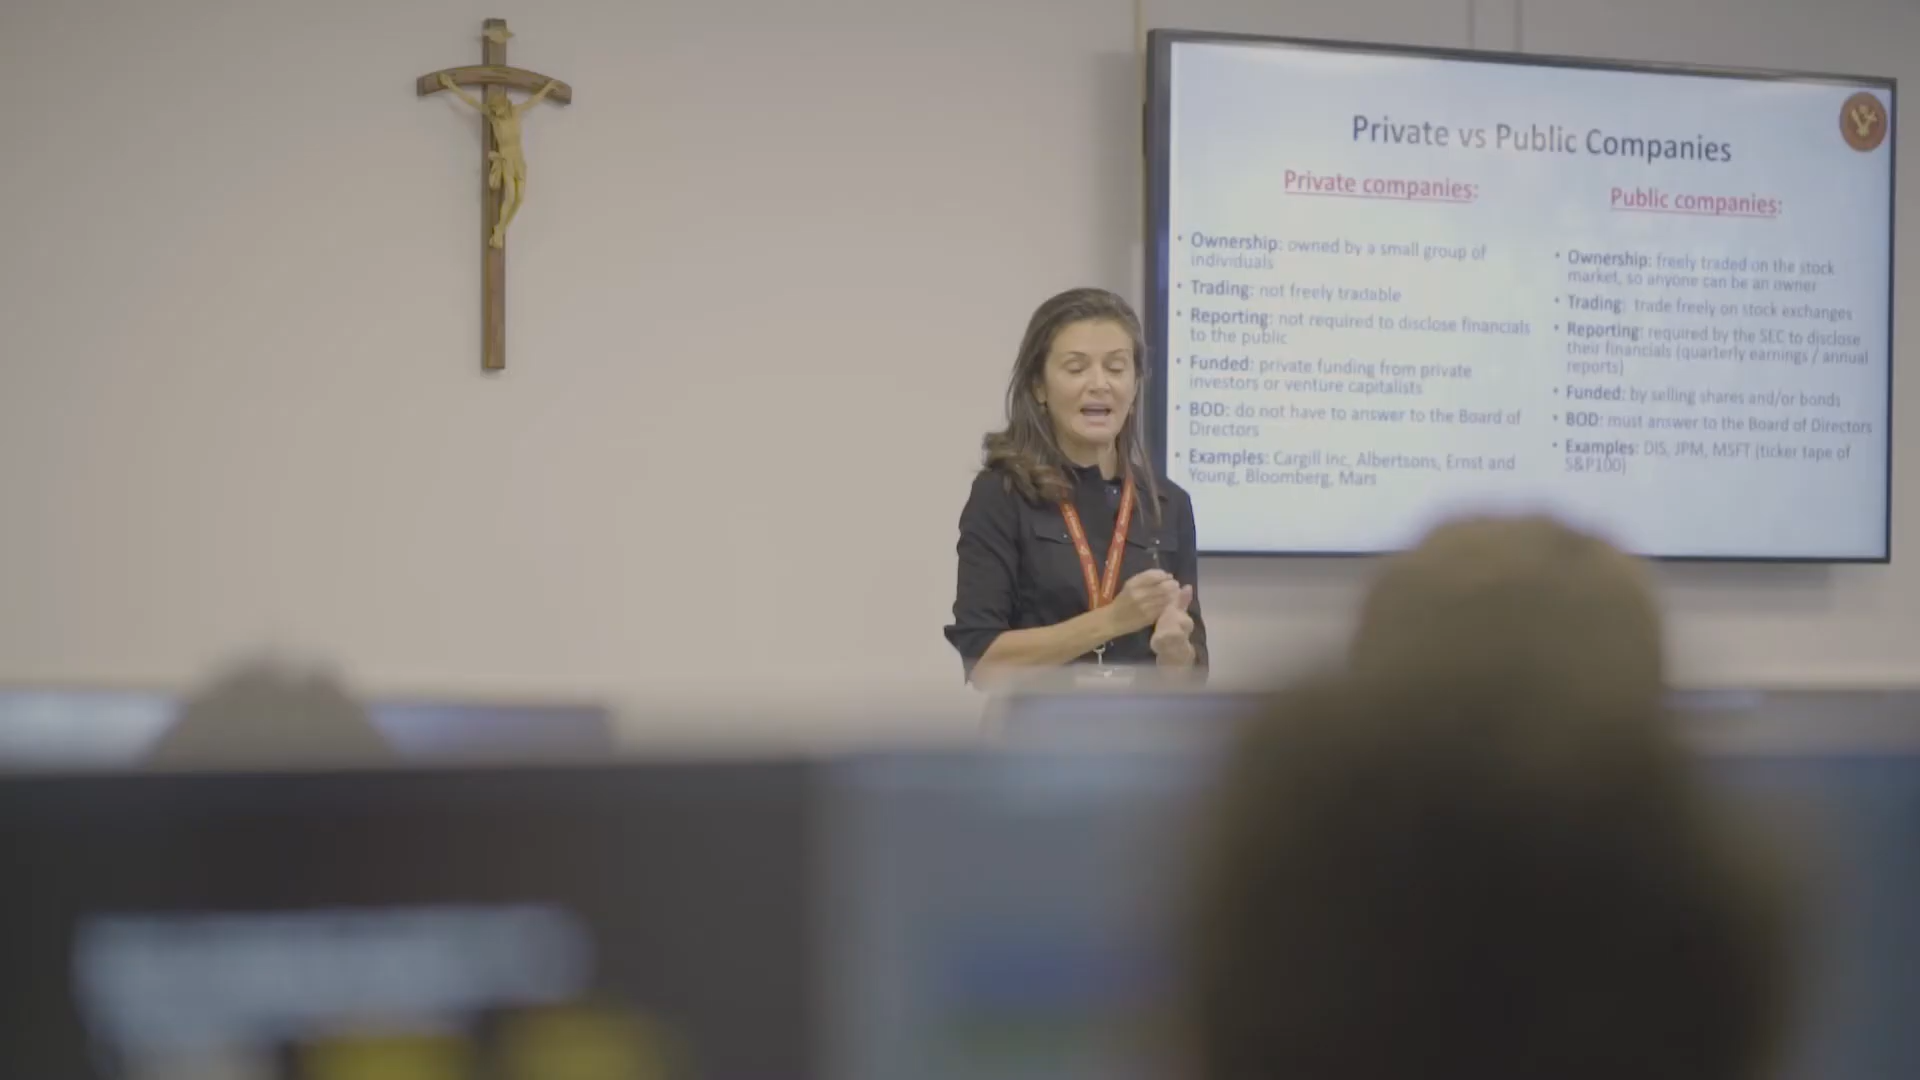 Private vs Public Companies
Private companies:
• Ownership: owned by a small group of
individuals
• Trading: not freely tradable
• Reporting: not required to disclose financials
to the public
• Funded: private funding from private
investors or venture capitalists
• BOD: do not have to answer to the Board of
Directors
• Examples: Cargill Inc, Albertsons, Ernst and
Young, Bloomberg, Mars
Public companies:
• Ownership: freely traded on the stock
market, so anyone can be an owner
• Trading: trade freely on stock exchanges
• Reporting: required by the SEC to disclose
their financials (quarterly earnings / annual
reports)
• Funded: by selling shares and/or bonds
• BOD: must answer to the Board of Directors
• Examples: DIS, JPM, MSFT (ticker tape of
S&P100)